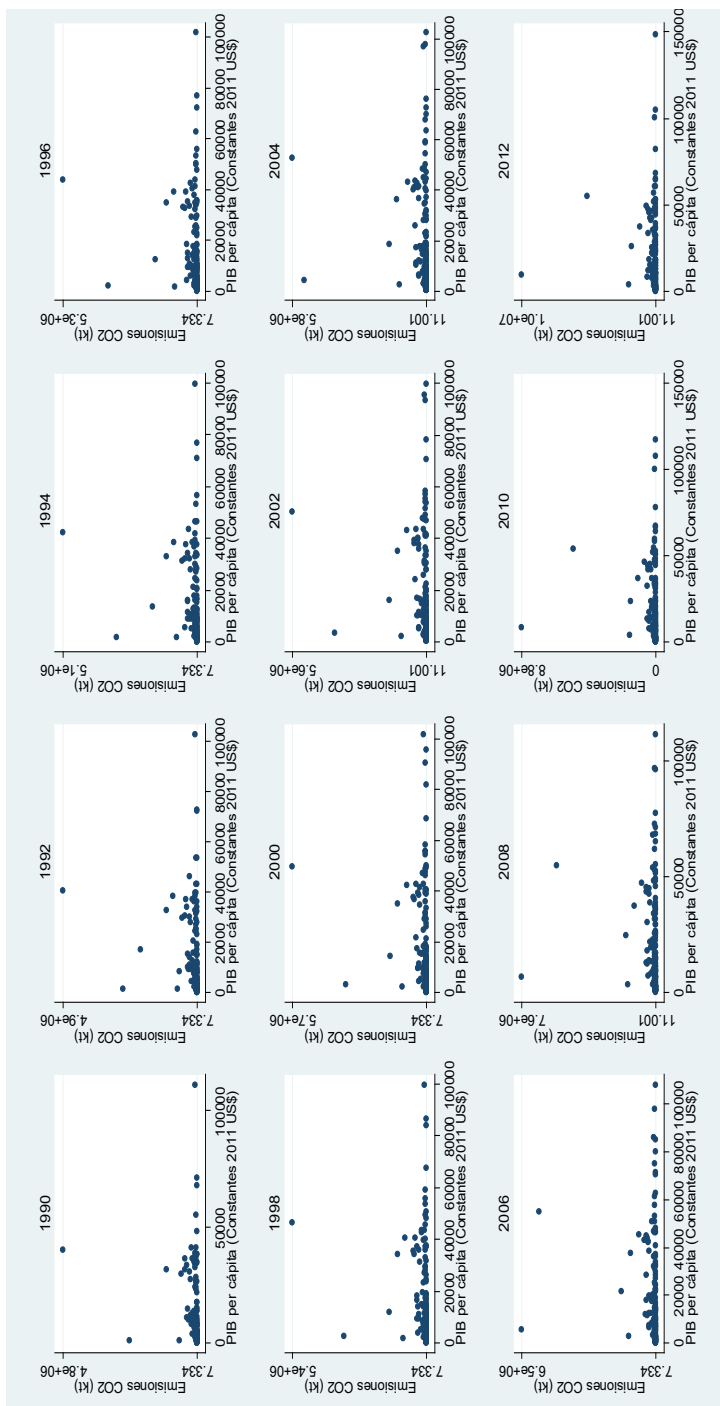 1990
4.8e+06
Emisiones CO2 (kt)
7.334
0 50000 100000
PIB per cápita (Constantes 2011 US$)
1992
4.9e+06
Emisiones CO2 (kt)
7.334
0 20000 40000 60000 80000 100000
PIB per cápita (Constantes 2011 US$)
1994
5.1e+06
Emisiones CO2 (kt)
7.334
0 20000 40000 60000 80000 100000
PIB per cápita (Constantes 2011 US$)
1996
5.3e+06
Emisiones CO2 (kt)
7.334
0 20000 40000 60000 80000 100000
PIB per cápita (Constantes 2011 US$)
1998
5.4e+06
Emisiones CO2 (kt)
7.334
0 20000 40000 60000 80000 100000
PIB per cápita (Constantes 2011 US$)
2000
5.7e+06
Emisiones CO2 (kt)
7.334
0 20000 40000 60000 80000 100000
PIB per cápita (Constantes 2011 US$)
2002
5.6e+06
Emisiones CO2 (kt)
11.001
0 20000 40000 60000 80000 100000
PIB per cápita (Constantes 2011 US$)
2004
5.8e+06
Emisiones CO2 (kt)
11.001
0 20000 40000 60000 80000 100000
PIB per cápita (Constantes 2011 US$)
2006
6.5e+06
Emisiones CO2 (kt)
7.334
0 20000 40000 60000 80000 100000
PIB per cápita (Constantes 2011 US$)
2008
7.6e+06
Emisiones CO2 (kt)
11.001
0 50000 100000
PIB per cápita (Constantes 2011 US$)
2010
8.8e+06
Emisiones CO2 (kt)
0
0 50000 100000 150000
PIB per cápita (Constantes 2011 US$)
2012
1.0e+07
Emisiones CO2 (kt)
11.001
0 50000 100000 150000
PIB per cápita (Constantes 2011 US$)